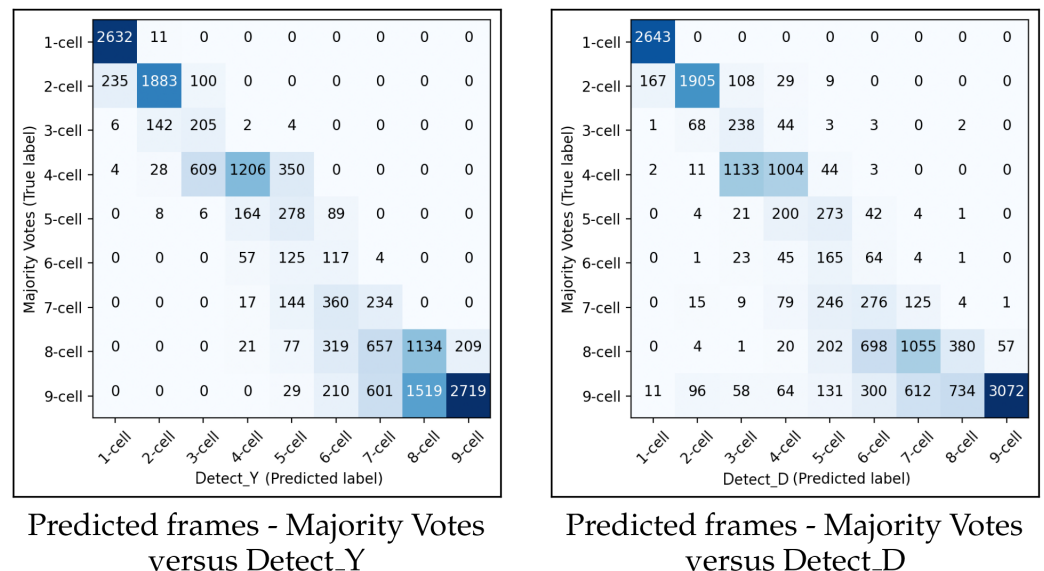 1-cell 2632 11 0 0 0 0 0 0 0
2-cell 235 1883 100 0 0 0 0 0 0
3-cell 6 142 205 2 4 0 0 0 0
4-cell 4 28 609 1206 350 0 0 0 0
5-cell 0 8 6 164 278 89 0 0 0
6-cell 0 0 0 57 125 117 4 0 0
7-cell 0 0 0 17 144 360 234 0 0
8-cell 0 0 0 21 77 319 657 1134 209
9-cell 0 0 0 0 29 210 601 1519 2719
Majority Votes (True label)
1-cell 2-cell 3-cell 4-cell 5-cell 6-cell 7-cell 8-cell 9-cell
Detect_Y (Predicted label)
Predicted frames - Majority Votes
versus Detect_Y
1-cell 2643 0 0 0 0 0 0 0 0
2-cell 167 1905 108 29 9 0 0 0 0
3-cell 1 68 238 44 3 3 0 2 0
4-cell 2 11 1133 1004 44 3 0 0 0
5-cell 0 4 21 200 273 42 4 1 0
6-cell 0 1 23 45 165 64 4 1 0
7-cell 0 15 9 79 246 276 125 4 1
8-cell 0 4 1 20 202 698 1055 380 57
9-cell 11 96 58 64 131 300 612 734 3072
Majority Votes (True label)
1-cell 2-cell 3-cell 4-cell 5-cell 6-cell 7-cell 8-cell 9-cell
Detect_D (Predicted label)
Predicted frames - Majority Votes
versus Detect_D